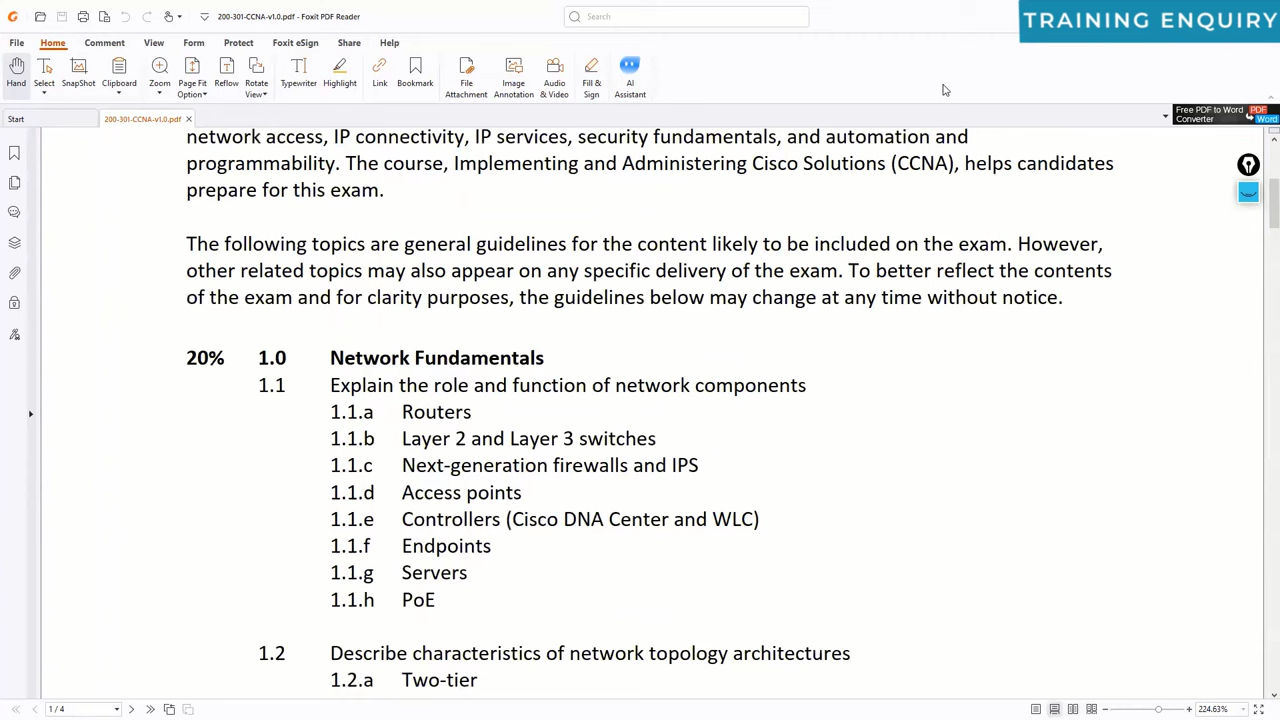 200-301-CCNA-v1.0.pdf - Foxit PDF Reader
Search
TRAINING ENQUIRY
File Home Comment View Form Protect Foxit eSign Share Help
Hand Select SnapShot Clipboard Zoom Page Fit Option Reflow Rotate View Typewriter Highlight Link Bookmark File Attachment Image Annotation Audio & Video Fill & Sign AI Assistant
Start 200-301-CCNA-v1.0.pdf
Free PDF to Word Converter PDF Word
network access, IP connectivity, IP services, security fundamentals, and automation and
programmability. The course, Implementing and Administering Cisco Solutions (CCNA), helps candidates
prepare for this exam.
The following topics are general guidelines for the content likely to be included on the exam. However,
other related topics may also appear on any specific delivery of the exam. To better reflect the contents
of the exam and for clarity purposes, the guidelines below may change at any time without notice.
20% 1.0 Network Fundamentals
1.1 Explain the role and function of network components
1.1.a Routers
1.1.b Layer 2 and Layer 3 switches
1.1.c Next-generation firewalls and IPS
1.1.d Access points
1.1.e Controllers (Cisco DNA Center and WLC)
1.1.f Endpoints
1.1.g Servers
1.1.h PoE
1.2 Describe characteristics of network topology architectures
1.2.a Two-tier
1 / 4
224.63%